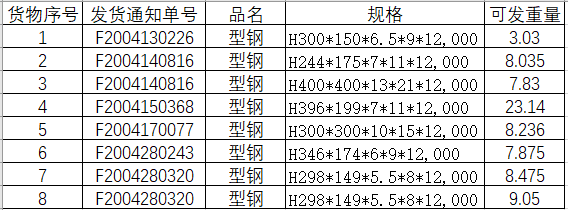 货物序号 发货通知单号 品名 规格 可发重量
1 F2004130226 型钢 H300*150*6.5*9*12,000 3.03
2 F2004140816 型钢 H244*175*7*11*12,000 8.035
3 F2004140816 型钢 H400*400*13*21*12,000 7.83
4 F2004150368 型钢 H396*199*7*11*12,000 23.14
5 F2004170077 型钢 H300*300*10*15*12,000 8.236
6 F2004280243 型钢 H346*174*6*9*12,000 7.875
7 F2004280320 型钢 H298*149*5.5*8*12,000 8.475
8 F2004280320 型钢 H298*149*5.5*8*12,000 9.05